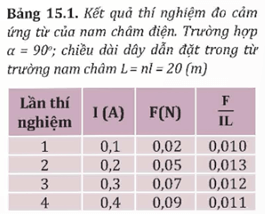 Bảng 15.1. Kết quả thí nghiệm đo cảm
ứng từ của nam châm điện. Trường hợp
α = 90°; chiều dài dây dẫn đặt trong từ
trường nam châm L = nl = 20 (m)
Lần thí nghiệm I (A) F(N) F/IL
1 0,1 0,02 0,010
2 0,2 0,05 0,013
3 0,3 0,07 0,012
4 0,4 0,09 0,011